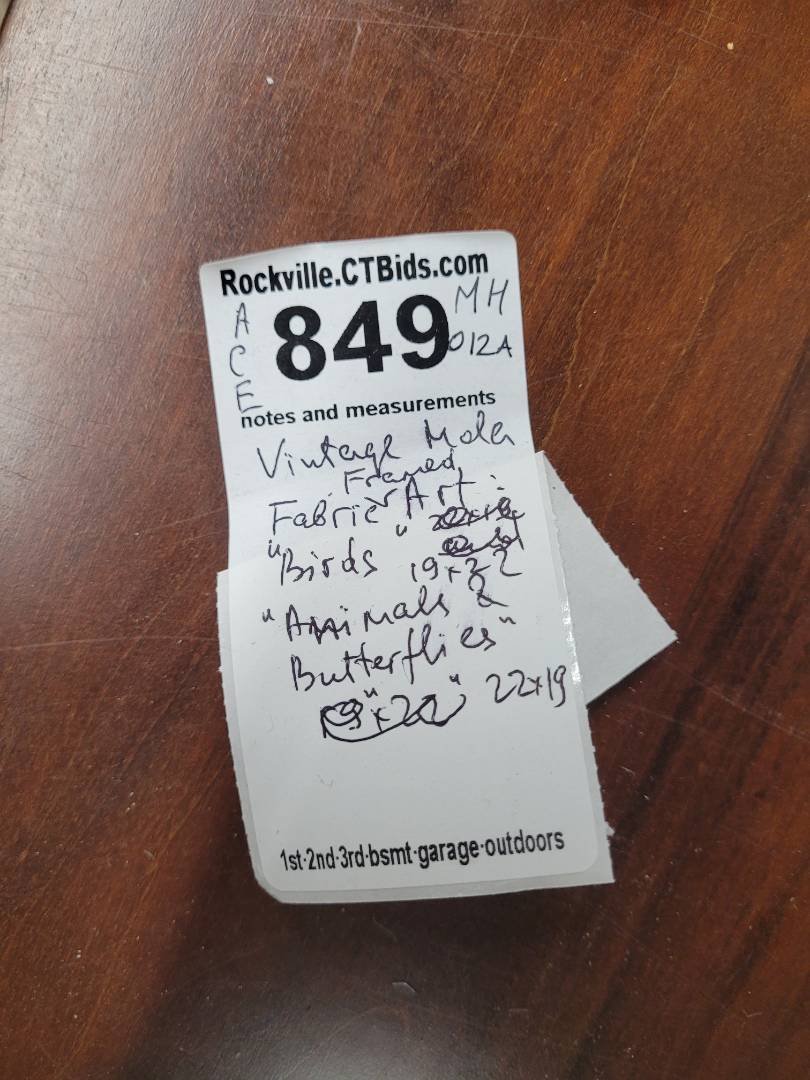 Rockville.CTBids.com
A C E
849
MH
012A
notes and measurements
Vintage Mola
Framed
Fabric Art:
"Birds" 19x22
"Animals &
Butterflies"
22x19
1st·2nd·3rd·bsmt·garage·outdoors